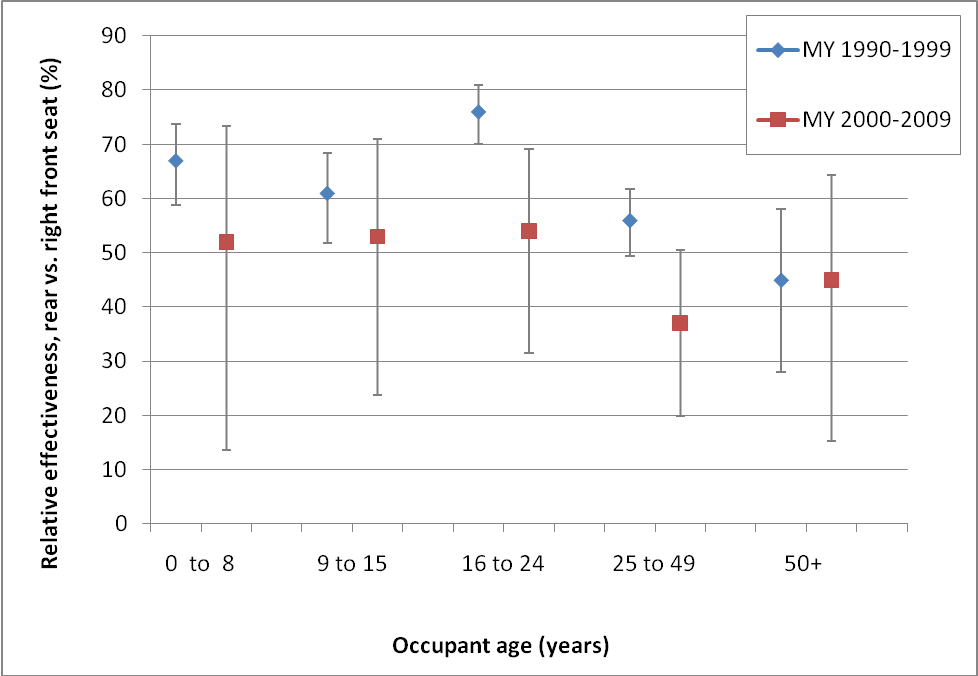 Relative effectiveness, rear vs. right front seat (%)
90
80
70
60
50
40
30
20
10
0
MY 1990-1999
MY 2000-2009
0 to 8
9 to 15
16 to 24
25 to 49
50+
Occupant age (years)